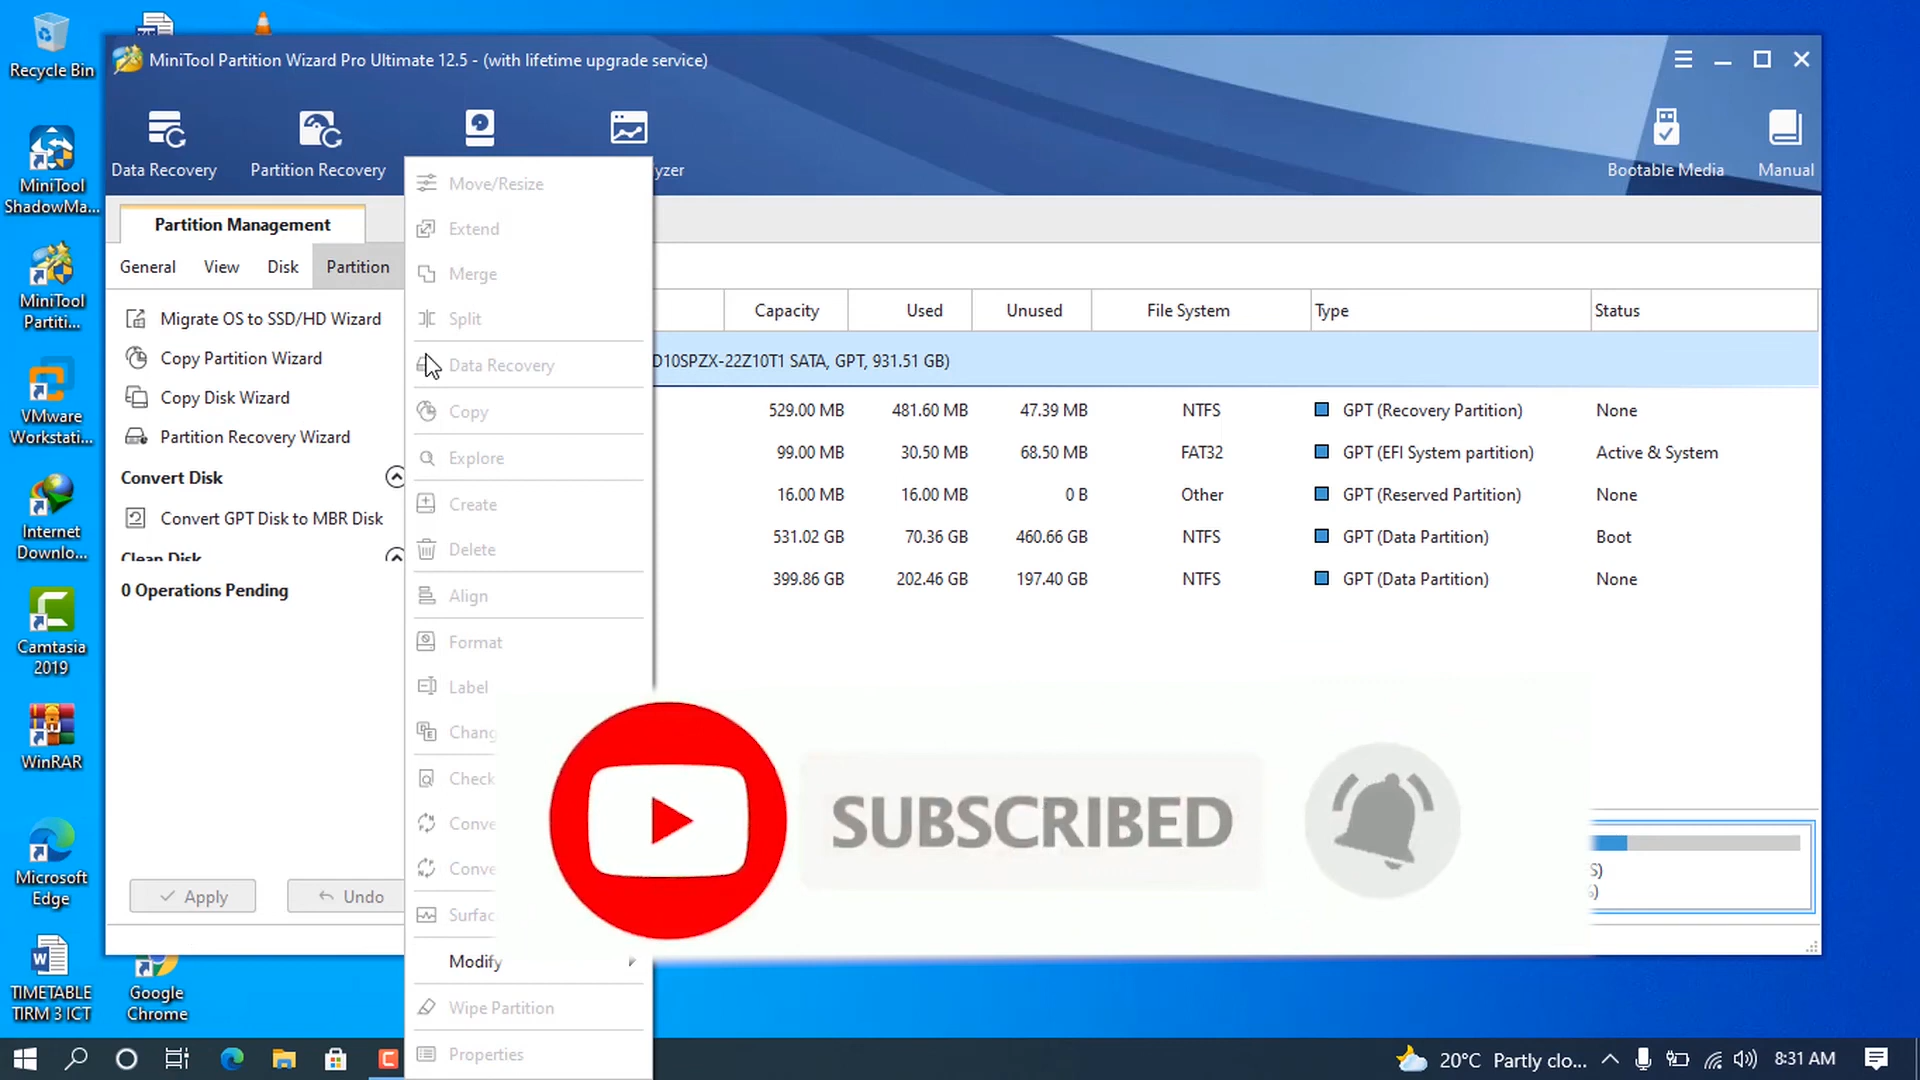 Recycle Bin
MiniTool
ShadowMa...
MiniTool
Partiti...
VMware
Workstati...
Internet
Downlo...
Camtasia
2019
WinRAR
Microsoft
Edge
TIMETABLE
TIRM 3 ICT
Google
Chrome
MiniTool Partition Wizard Pro Ultimate 12.5 - (with lifetime upgrade service)
Data Recovery
Partition Recovery
yzer
Bootable Media
Manual
Partition Management
General View Disk Partition
Migrate OS to SSD/HD Wizard
Copy Partition Wizard
Copy Disk Wizard
Partition Recovery Wizard
Convert Disk
Convert GPT Disk to MBR Disk
Clean Disk
0 Operations Pending
Apply
Undo
Move/Resize
Extend
Merge
Split
Data Recovery
Copy
Explore
Create
Delete
Align
Format
Label
Chang
Check
Conve
Conve
Surfac
Modify
Wipe Partition
Properties
Capacity Used Unused File System Type Status
D10SPZX-22Z10T1 SATA, GPT, 931.51 GB)
529.00 MB 481.60 MB 47.39 MB NTFS GPT (Recovery Partition) None
99.00 MB 30.50 MB 68.50 MB FAT32 GPT (EFI System partition) Active & System
16.00 MB 16.00 MB 0 B Other GPT (Reserved Partition) None
531.02 GB 70.36 GB 460.66 GB NTFS GPT (Data Partition) Boot
399.86 GB 202.46 GB 197.40 GB NTFS GPT (Data Partition) None
SUBSCRIBED
S)
%)
20°C Partly clo...
8:31 AM